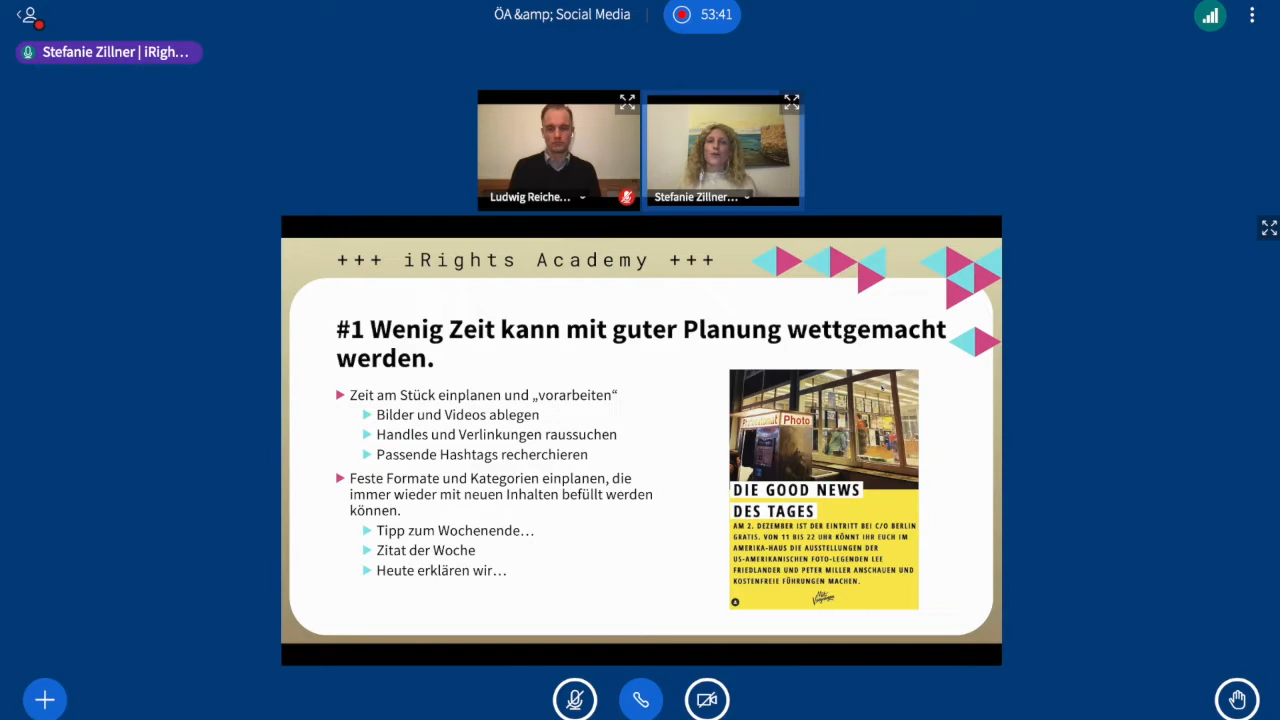 ÖA &amp; Social Media
53:41
Stefanie Zillner | iRigh...
Ludwig Reiche...
Stefanie Zillner...
+++ iRights Academy +++
#1 Wenig Zeit kann mit guter Planung wettgemacht
werden.
Zeit am Stück einplanen und „vorarbeiten“
Bilder und Videos ablegen
Handles und Verlinkungen raussuchen
Passende Hashtags recherchieren
Feste Formate und Kategorien einplanen, die
immer wieder mit neuen Inhalten befüllt werden
können.
Tipp zum Wochenende…
Zitat der Woche
Heute erklären wir…
Photo
DIE GOOD NEWS
DES TAGES
AM 2. DEZEMBER IST DER EINTRITT BEI C/O BERLIN
GRATIS. VON 11 BIS 22 UHR KÖNNT IHR EUCH IM
AMERIKA-HAUS DIE AUSSTELLUNGEN DER
US-AMERIKANISCHEN FOTO-LEGENDEN LEE
FRIEDLANDER UND PETER MILLER ANSCHAUEN UND
KOSTENFREIE FÜHRUNGEN MACHEN.